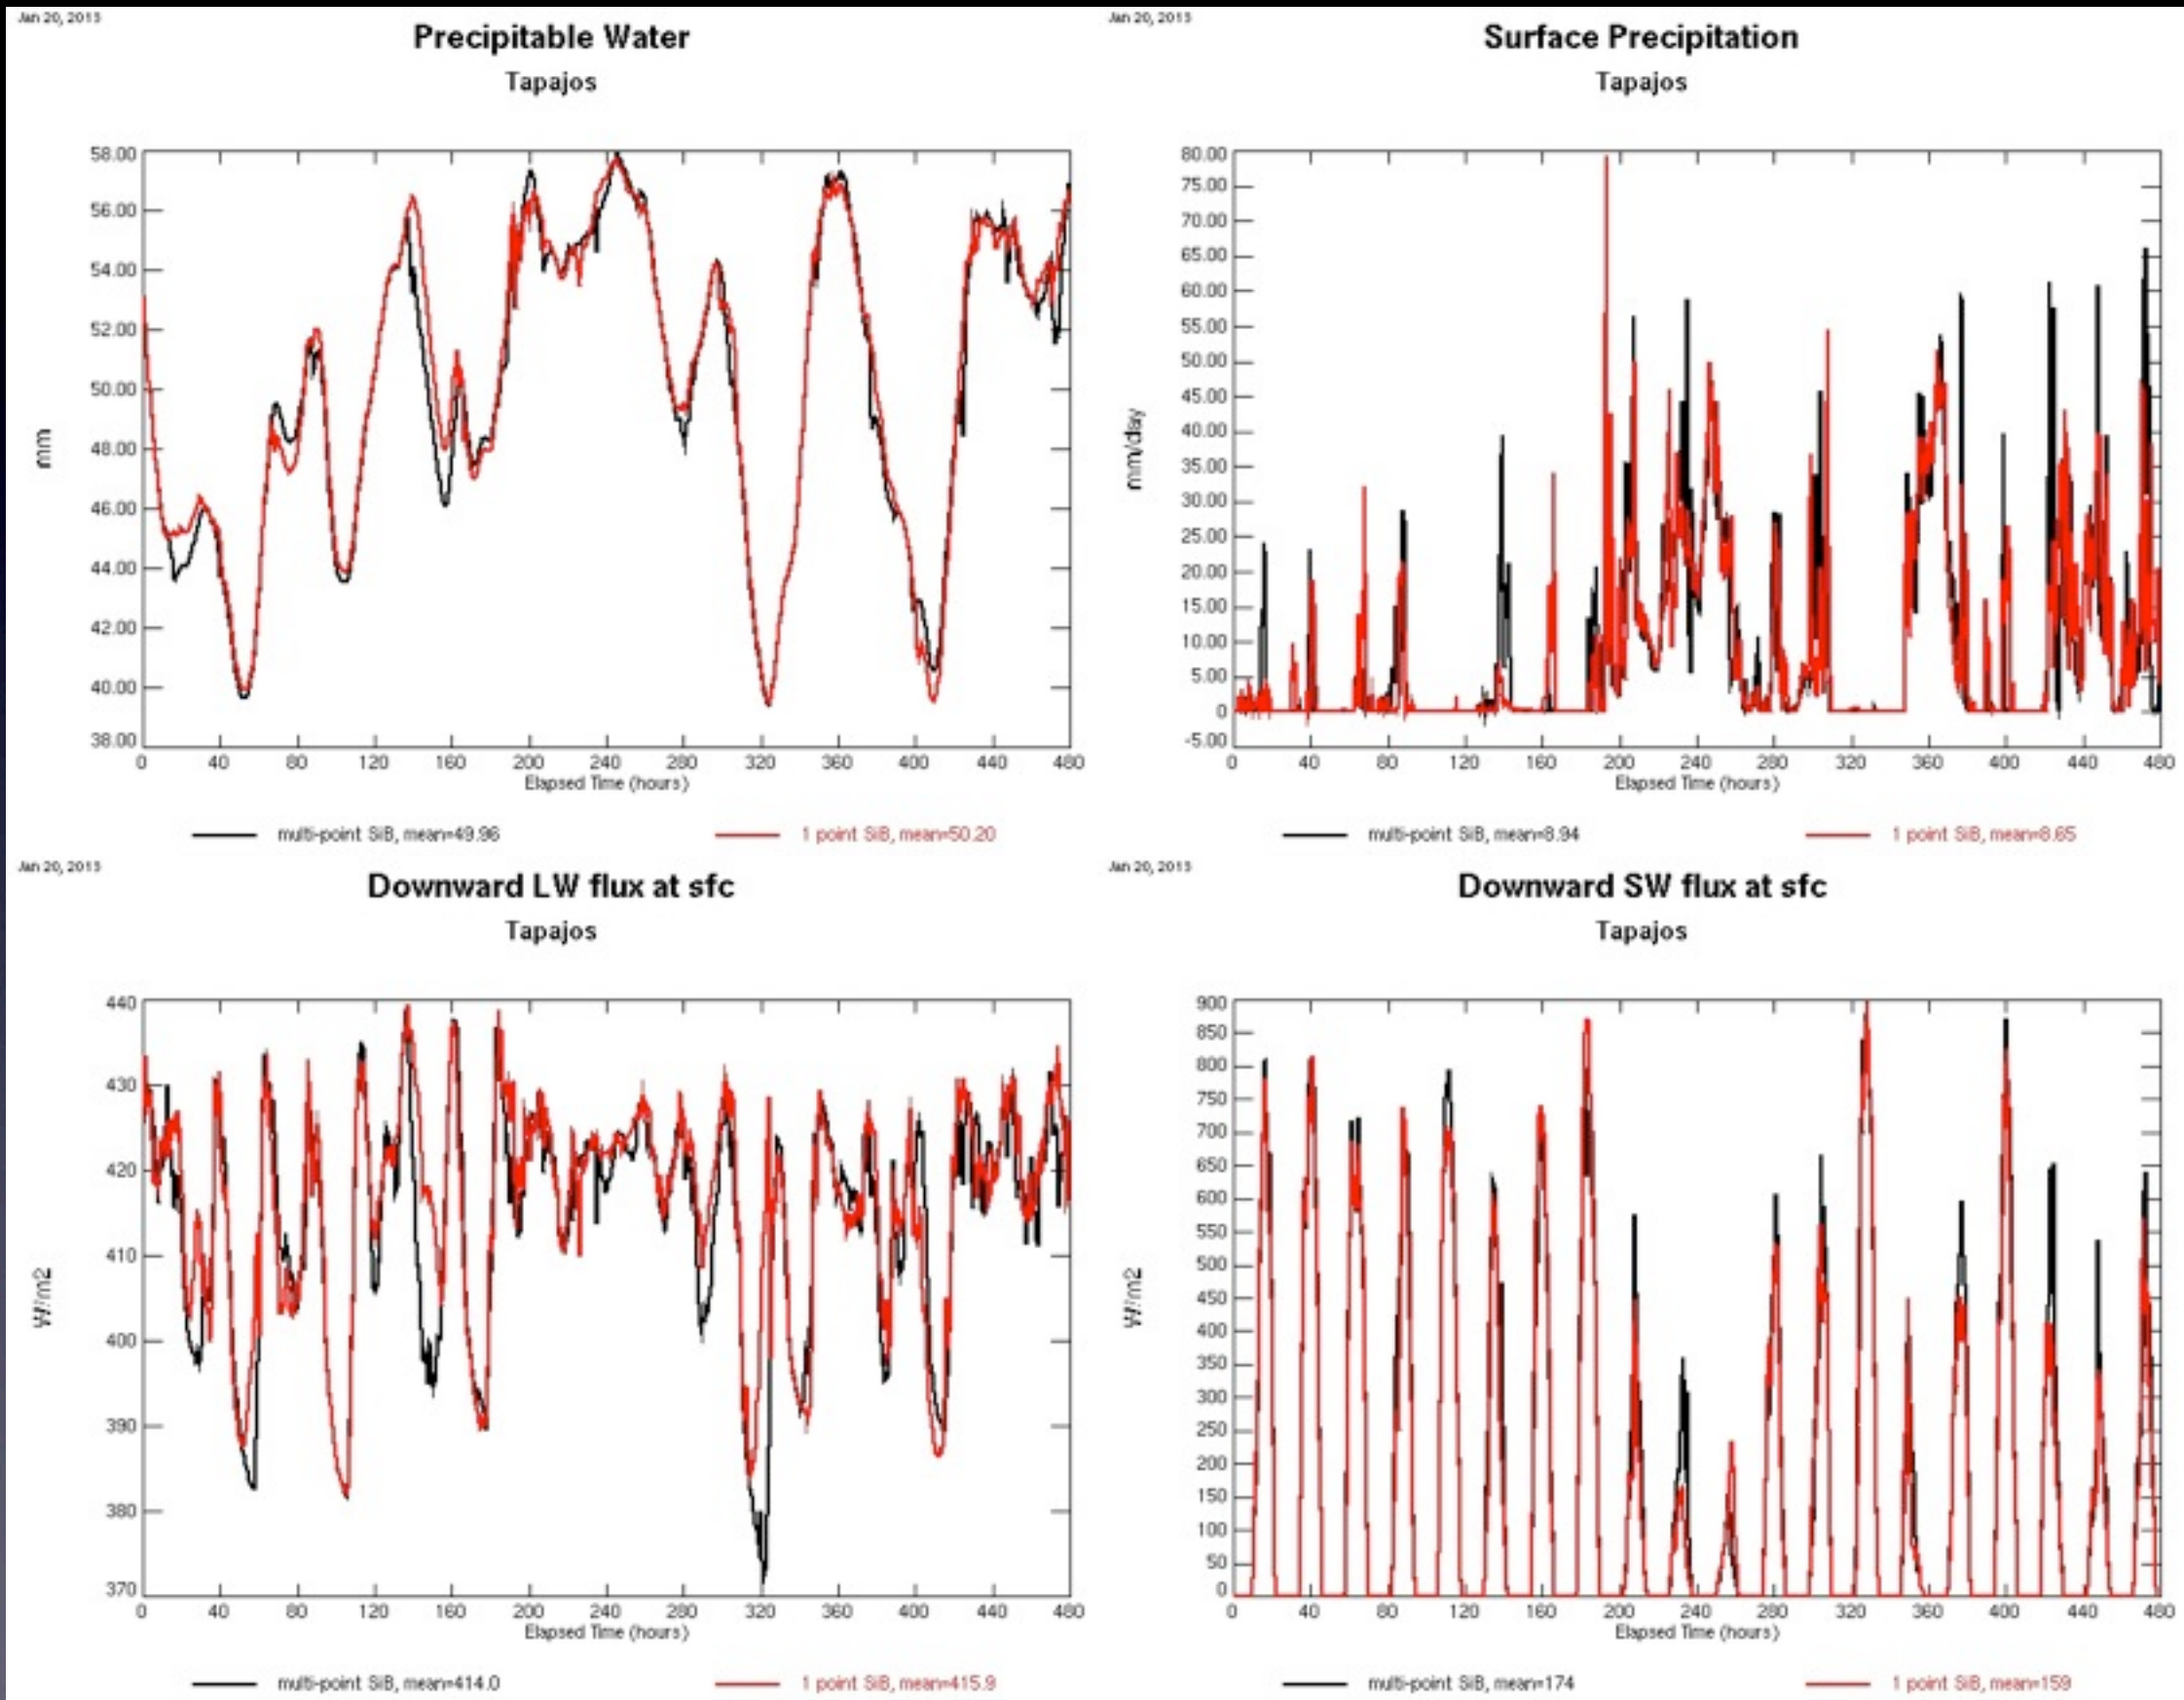 Jan 20, 2013
Precipitable Water
Tapajos
58.00
56.00
54.00
52.00
50.00
48.00
46.00
44.00
42.00
40.00
38.00
mm
0 40 80 120 160 200 240 280 320 360 400 440 480
Elapsed Time (hours)
multi-point SiB, mean=49.96 1 point SiB, mean=50.20
Jan 20, 2013
Surface Precipitation
Tapajos
80.00
75.00
70.00
65.00
60.00
55.00
50.00
45.00
40.00
35.00
30.00
25.00
20.00
15.00
10.00
5.00
0
-5.00
mm/day
0 40 80 120 160 200 240 280 320 360 400 440 480
Elapsed Time (hours)
multi-point SiB, mean=8.94 1 point SiB, mean=8.65
Jan 20, 2013
Downward LW flux at sfc
Tapajos
440
430
420
410
400
390
380
370
W/m2
0 40 80 120 160 200 240 280 320 360 400 440 480
Elapsed Time (hours)
multi-point SiB, mean=414.0 1 point SiB, mean=415.9
Jan 20, 2013
Downward SW flux at sfc
Tapajos
900
850
800
750
700
650
600
550
500
450
400
350
300
250
200
150
100
50
0
W/m2
0 40 80 120 160 200 240 280 320 360 400 440 480
Elapsed Time (hours)
multi-point SiB, mean=174 1 point SiB, mean=159